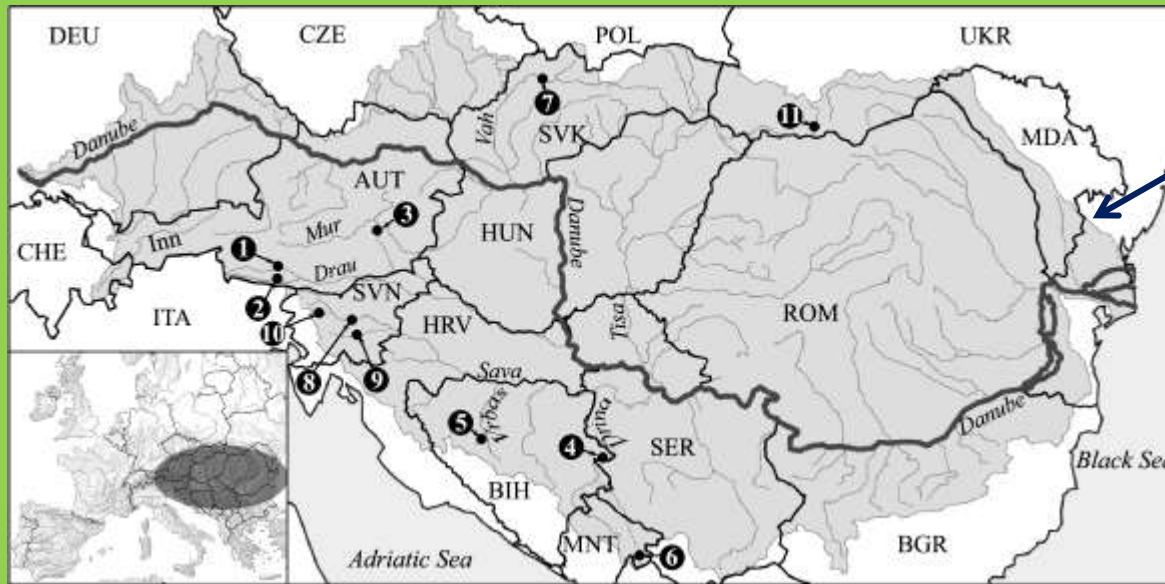 DEU
CZE
POL
UKR
Danube
Vah
7
SVK
11
MDA
AUT
CHE
Inn
Mur
3
HUN
Danube
1
Drau
2
SVN
ITA
10
HRV
Tisa
ROM
8
9
Sava
Vrbas
5
Drina
4
SER
Danube
Black Sea
BIH
MNT
6
BGR
Adriatic Sea